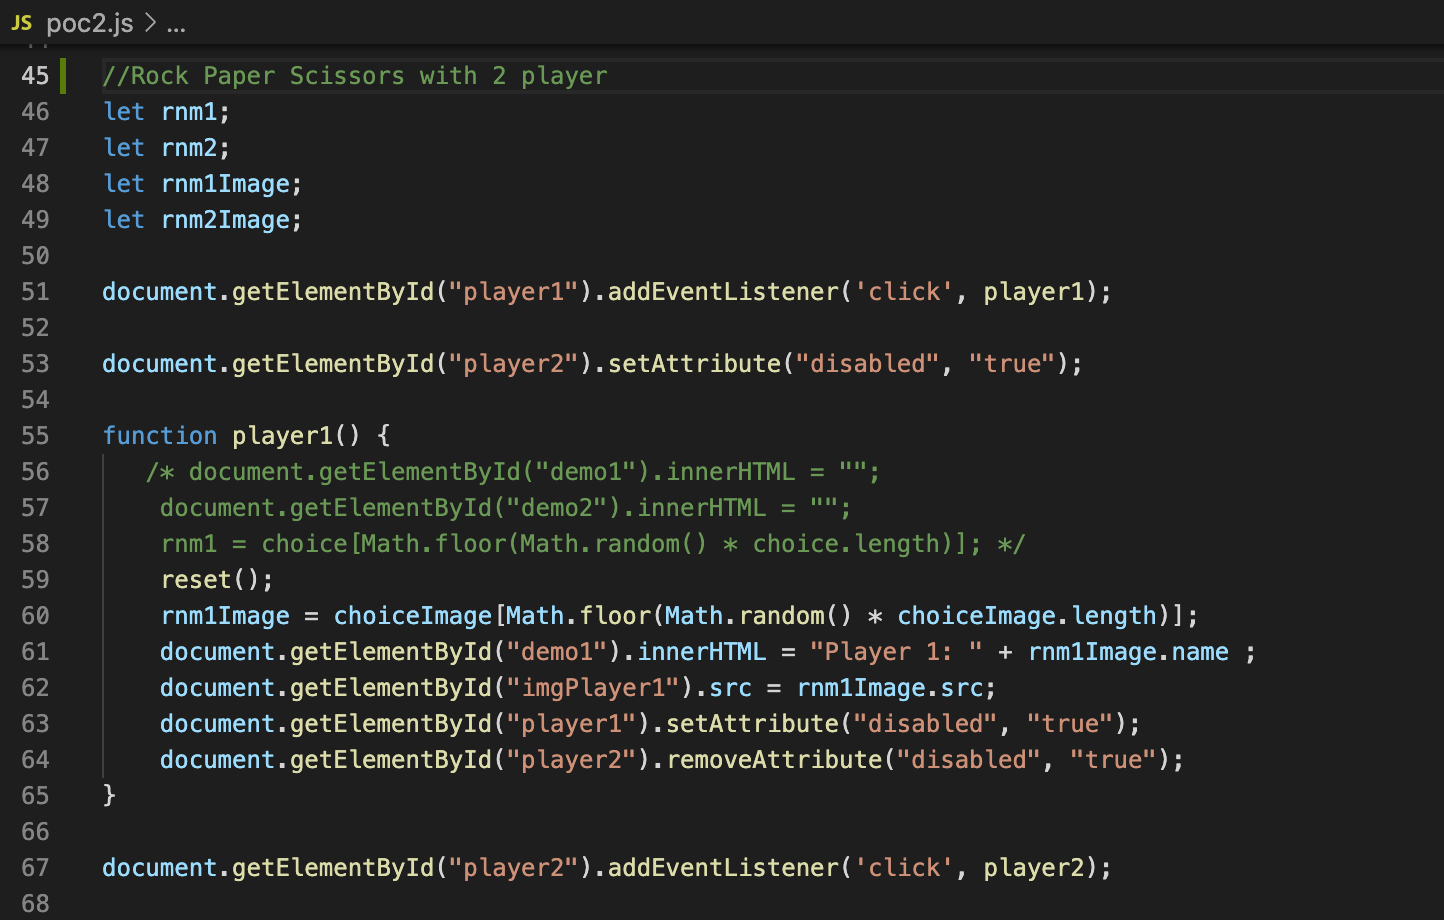 JS poc2.js > ...
45 //Rock Paper Scissors with 2 player
46 let rnm1;
47 let rnm2;
48 let rnm1Image;
49 let rnm2Image;
50
51 document.getElementById("player1").addEventListener('click', player1);
52
53 document.getElementById("player2").setAttribute("disabled", "true");
54
55 function player1() {
56 /* document.getElementById("demo1").innerHTML = "";
57 document.getElementById("demo2").innerHTML = "";
58 rnm1 = choice[Math.floor(Math.random() * choice.length)]; */
59 reset();
60 rnm1Image = choiceImage[Math.floor(Math.random() * choiceImage.length)];
61 document.getElementById("demo1").innerHTML = "Player 1: " + rnm1Image.name ;
62 document.getElementById("imgPlayer1").src = rnm1Image.src;
63 document.getElementById("player1").setAttribute("disabled", "true");
64 document.getElementById("player2").removeAttribute("disabled", "true");
65 }
66
67 document.getElementById("player2").addEventListener('click', player2);
68